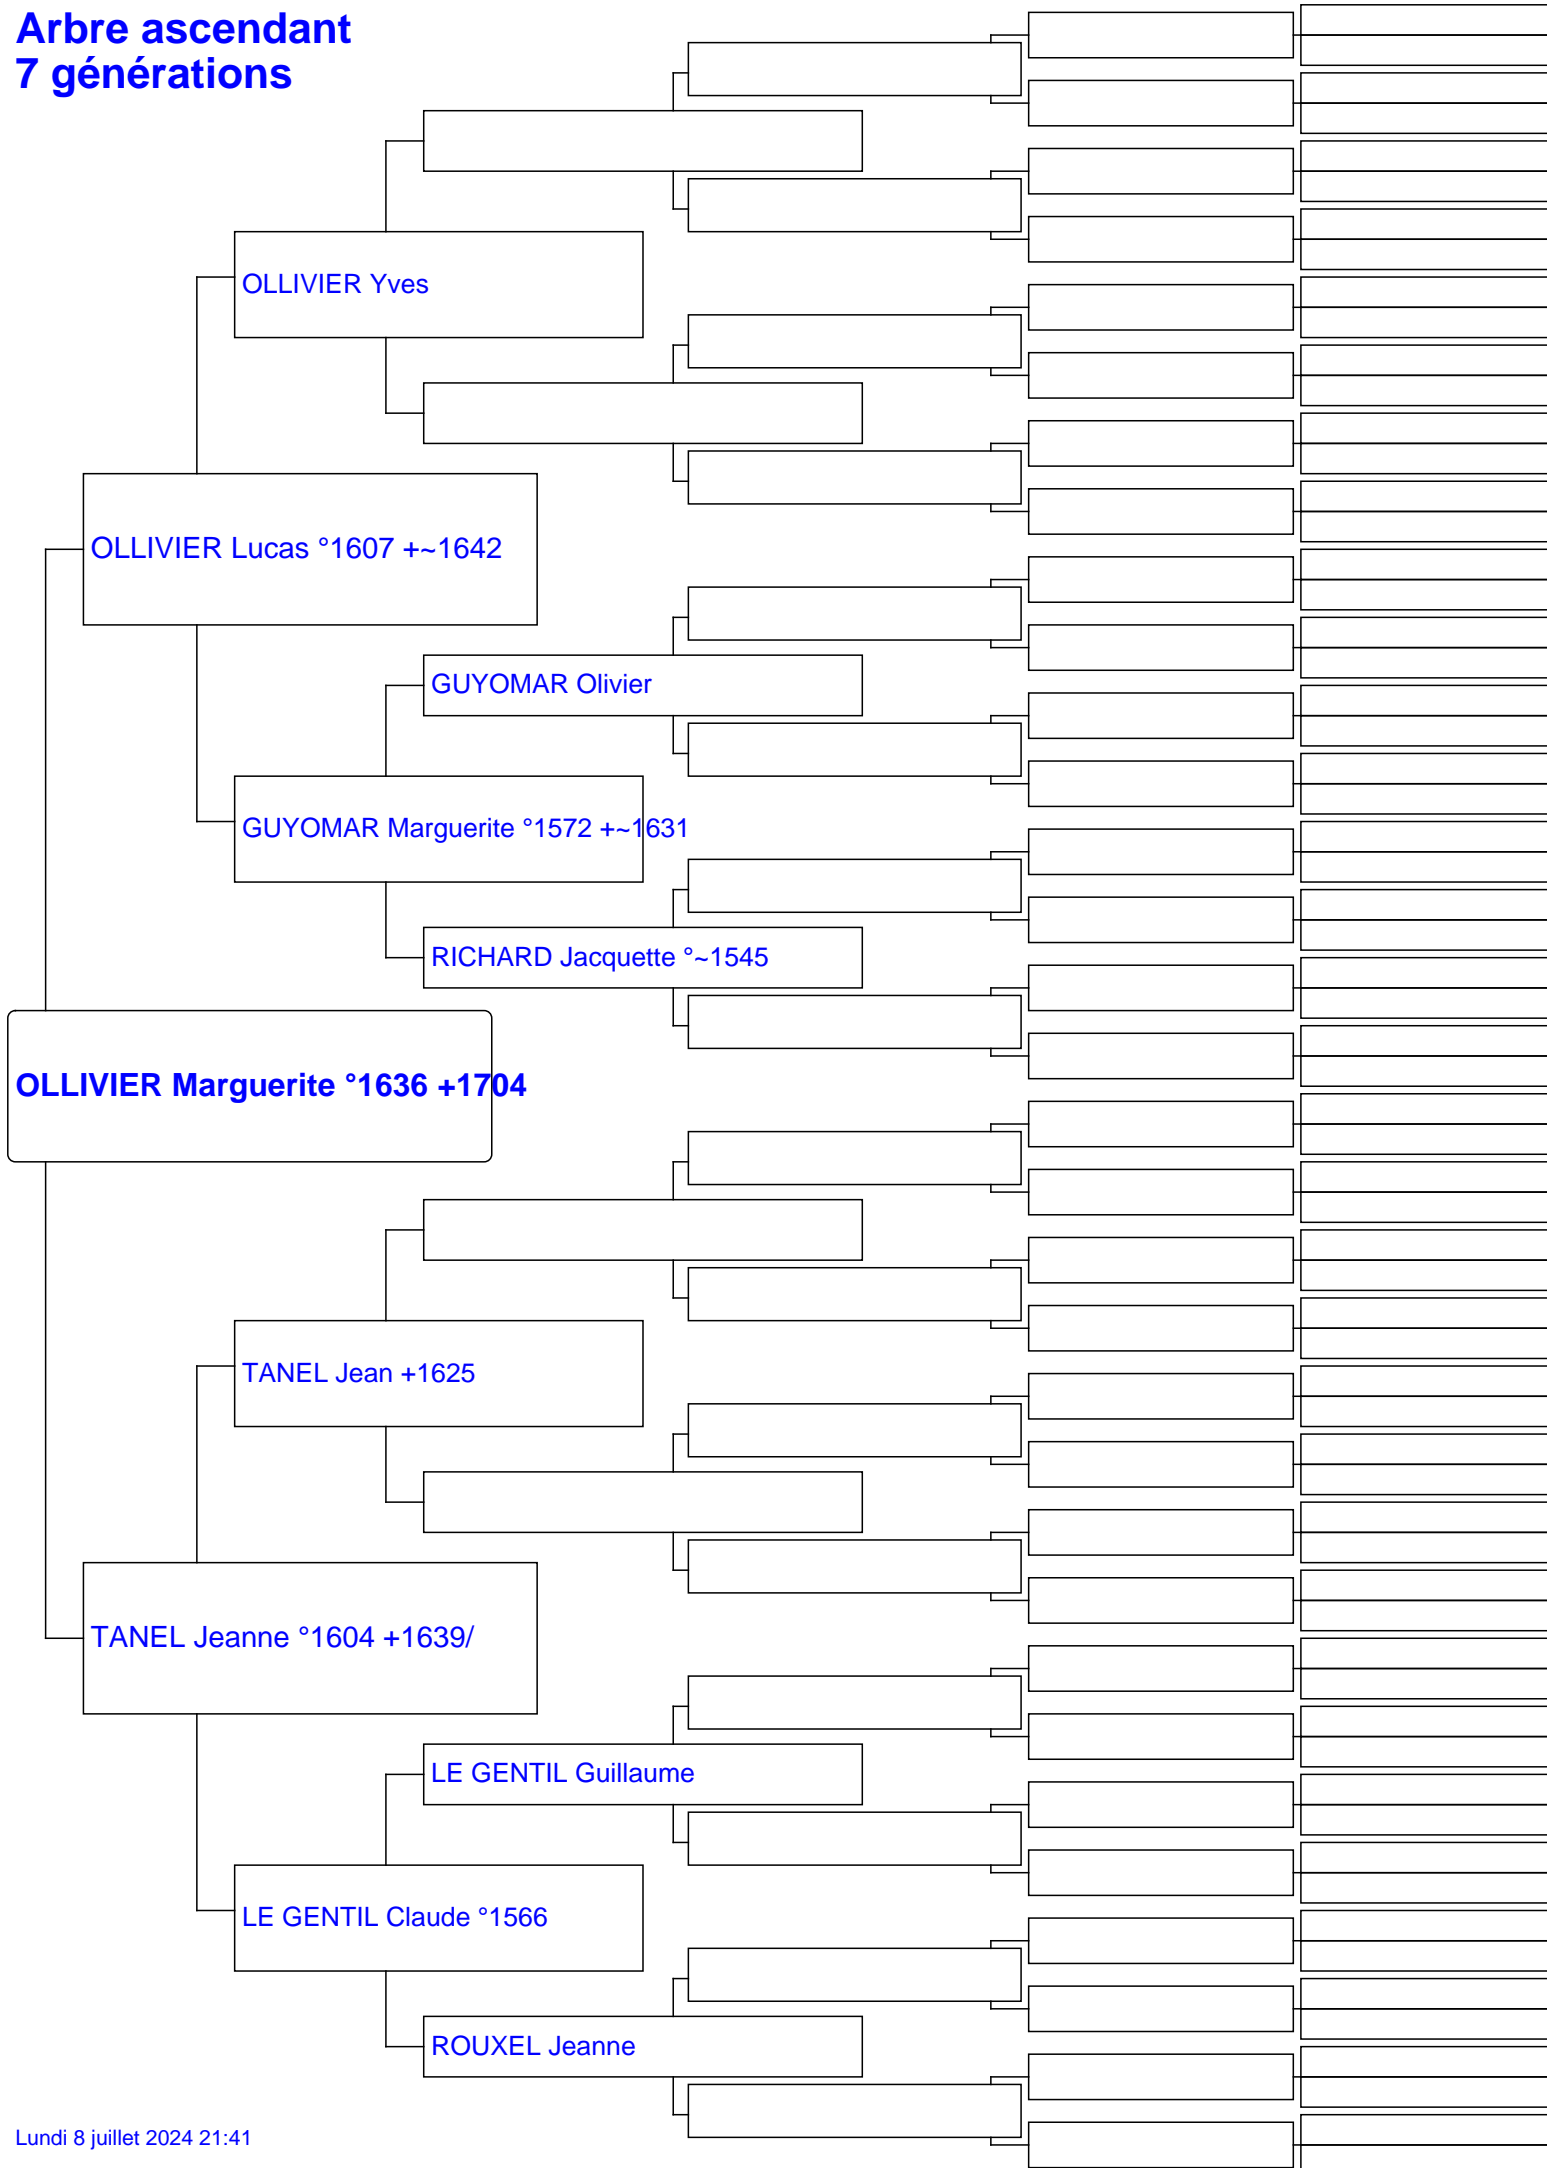 Arbre ascendant
7 générations
OLLIVIER Yves
OLLIVIER Lucas °1607 +~1642
GUYOMAR Olivier
GUYOMAR Marguerite °1572 +~1631
RICHARD Jacquette °~1545
OLLIVIER Marguerite °1636 +1704
TANEL Jean +1625
TANEL Jeanne °1604 +1639/
LE GENTIL Guillaume
LE GENTIL Claude °1566
ROUXEL Jeanne
Lundi 8 juillet 2024 21:41